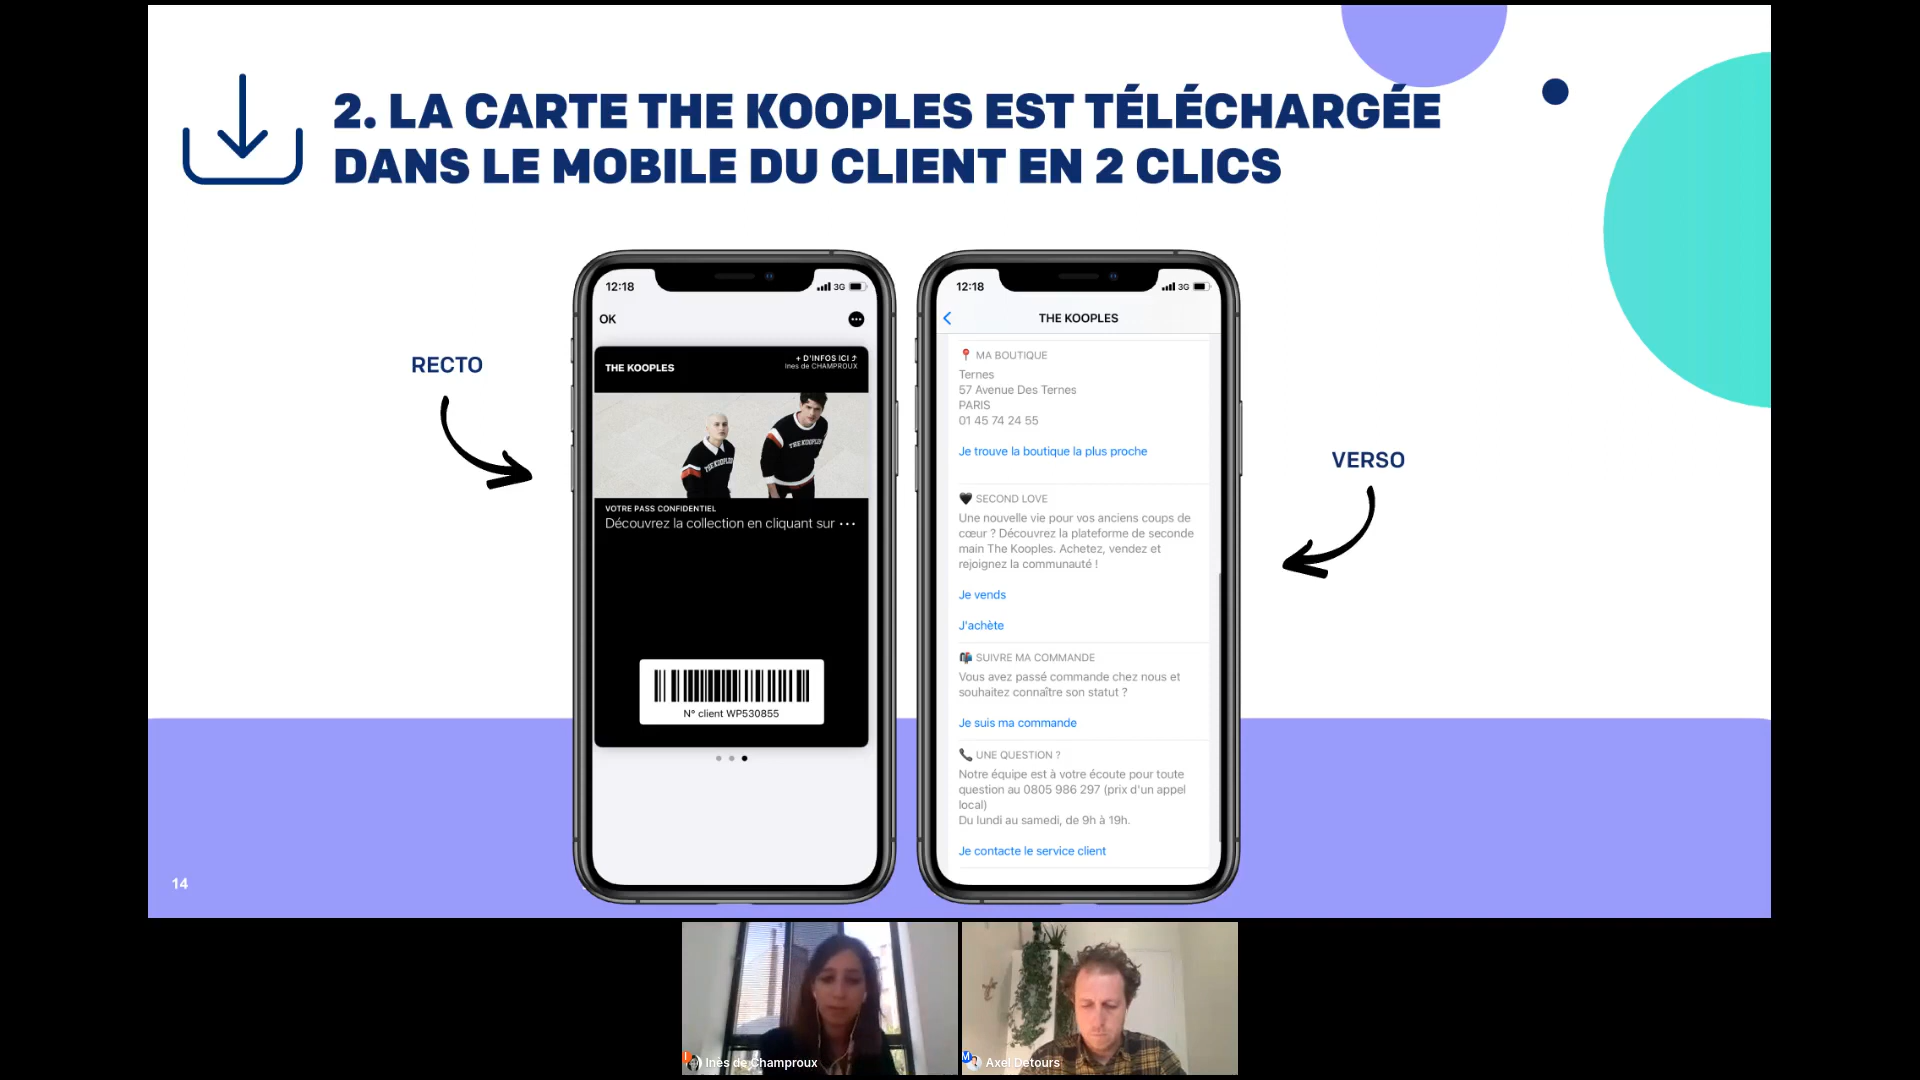 2. LA CARTE THE KOOPLES EST TÉLÉCHARGÉE
DANS LE MOBILE DU CLIENT EN 2 CLICS
RECTO
12:18
3G
OK
THE KOOPLES
+ D'INFOS ICI
Ines de CHAMPROUX
THE KOOPLES
THE KOOPLES
VOTRE PASS CONFIDENTIEL
Découvrez la collection en cliquant sur ···
N° client WP530855
12:18
3G
THE KOOPLES
MA BOUTIQUE
Ternes
57 Avenue Des Ternes
PARIS
01 45 74 24 55
Je trouve la boutique la plus proche
SECOND LOVE
Une nouvelle vie pour vos anciens coups de
cœur ? Découvrez la plateforme de seconde
main The Kooples. Achetez, vendez et
rejoignez la communauté !
Je vends
J'achète
SUIVRE MA COMMANDE
Vous avez passé commande chez nous et
souhaitez connaître son statut ?
Je suis ma commande
UNE QUESTION ?
Notre équipe est à votre écoute pour toute
question au 0805 986 297 (prix d'un appel
local)
Du lundi au samedi, de 9h à 19h.
Je contacte le service client
VERSO
14
Inès de Champroux
Axel Detours